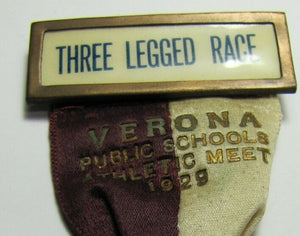 THREE LEGGED RACE
VERONA
PUBLIC SCHOOLS
ATHLETIC MEET
1929